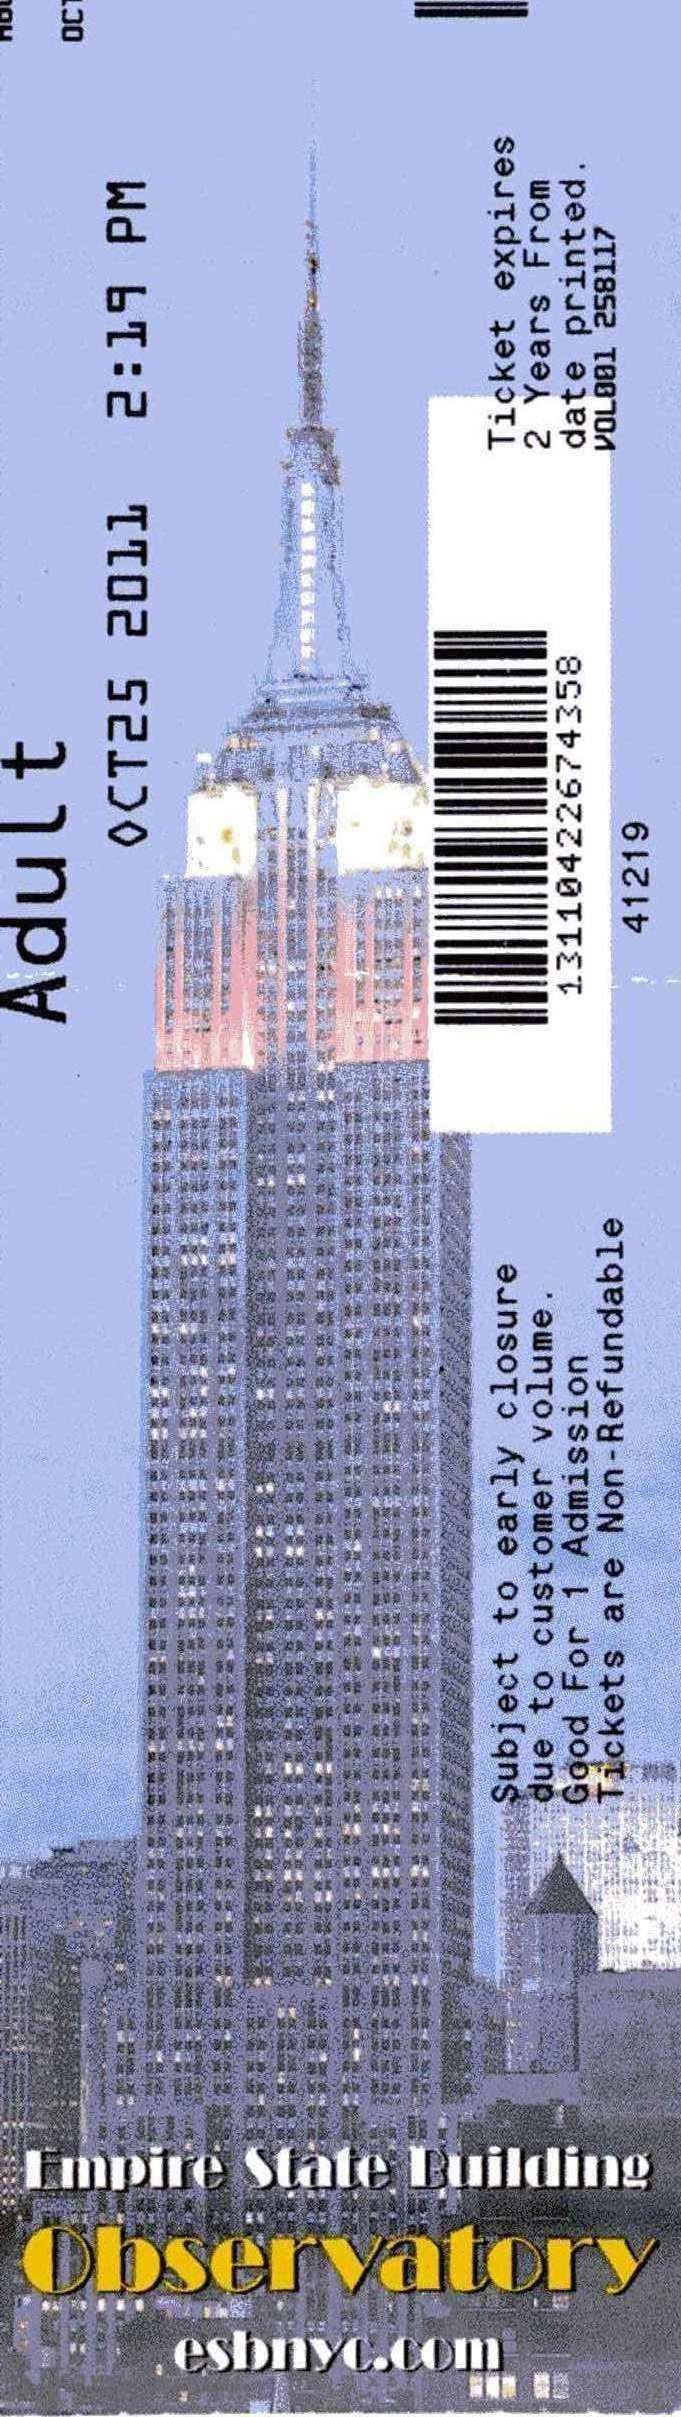 Adult
OCT25 2011 2:19 PM
Ticket expires
2 Years From
date printed.
VOL001 258117
13110422674358
41219
Subject to early closure
due to customer volume.
Good For 1 Admission
Tickets are Non-Refundable
Empire State Building
Observatory
esbnyc.com